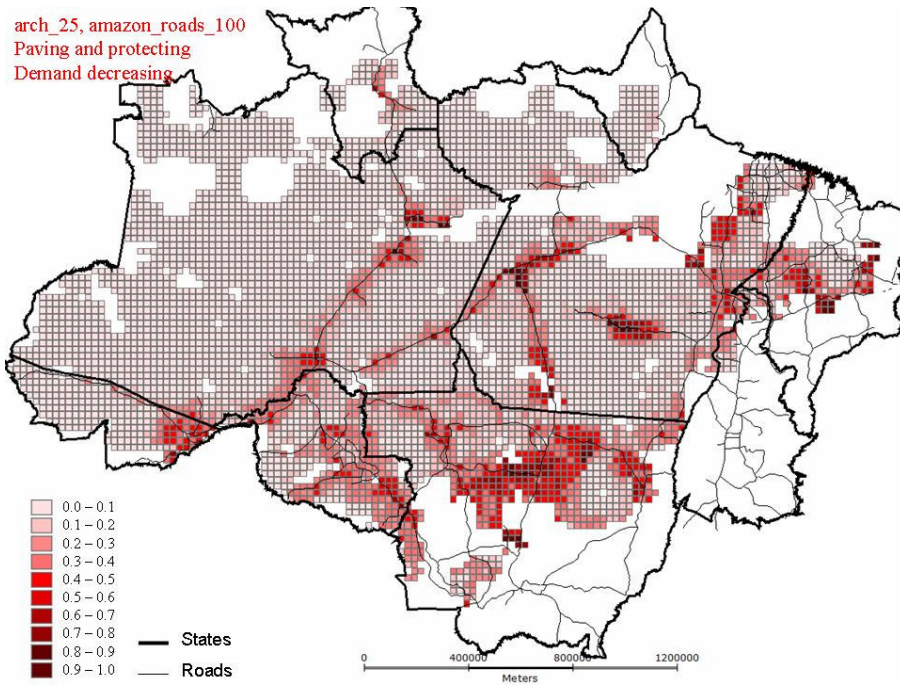 arch_25, amazon_roads_100
Paving and protecting
Demand decreasing
0.0 – 0.1
0.1 – 0.2
0.2 – 0.3
0.3 – 0.4
0.4 – 0.5
0.5 – 0.6
0.6 – 0.7
0.7 – 0.8
0.8 – 0.9
0.9 – 1.0
States
Roads
0 400000 800000 1200000
Meters